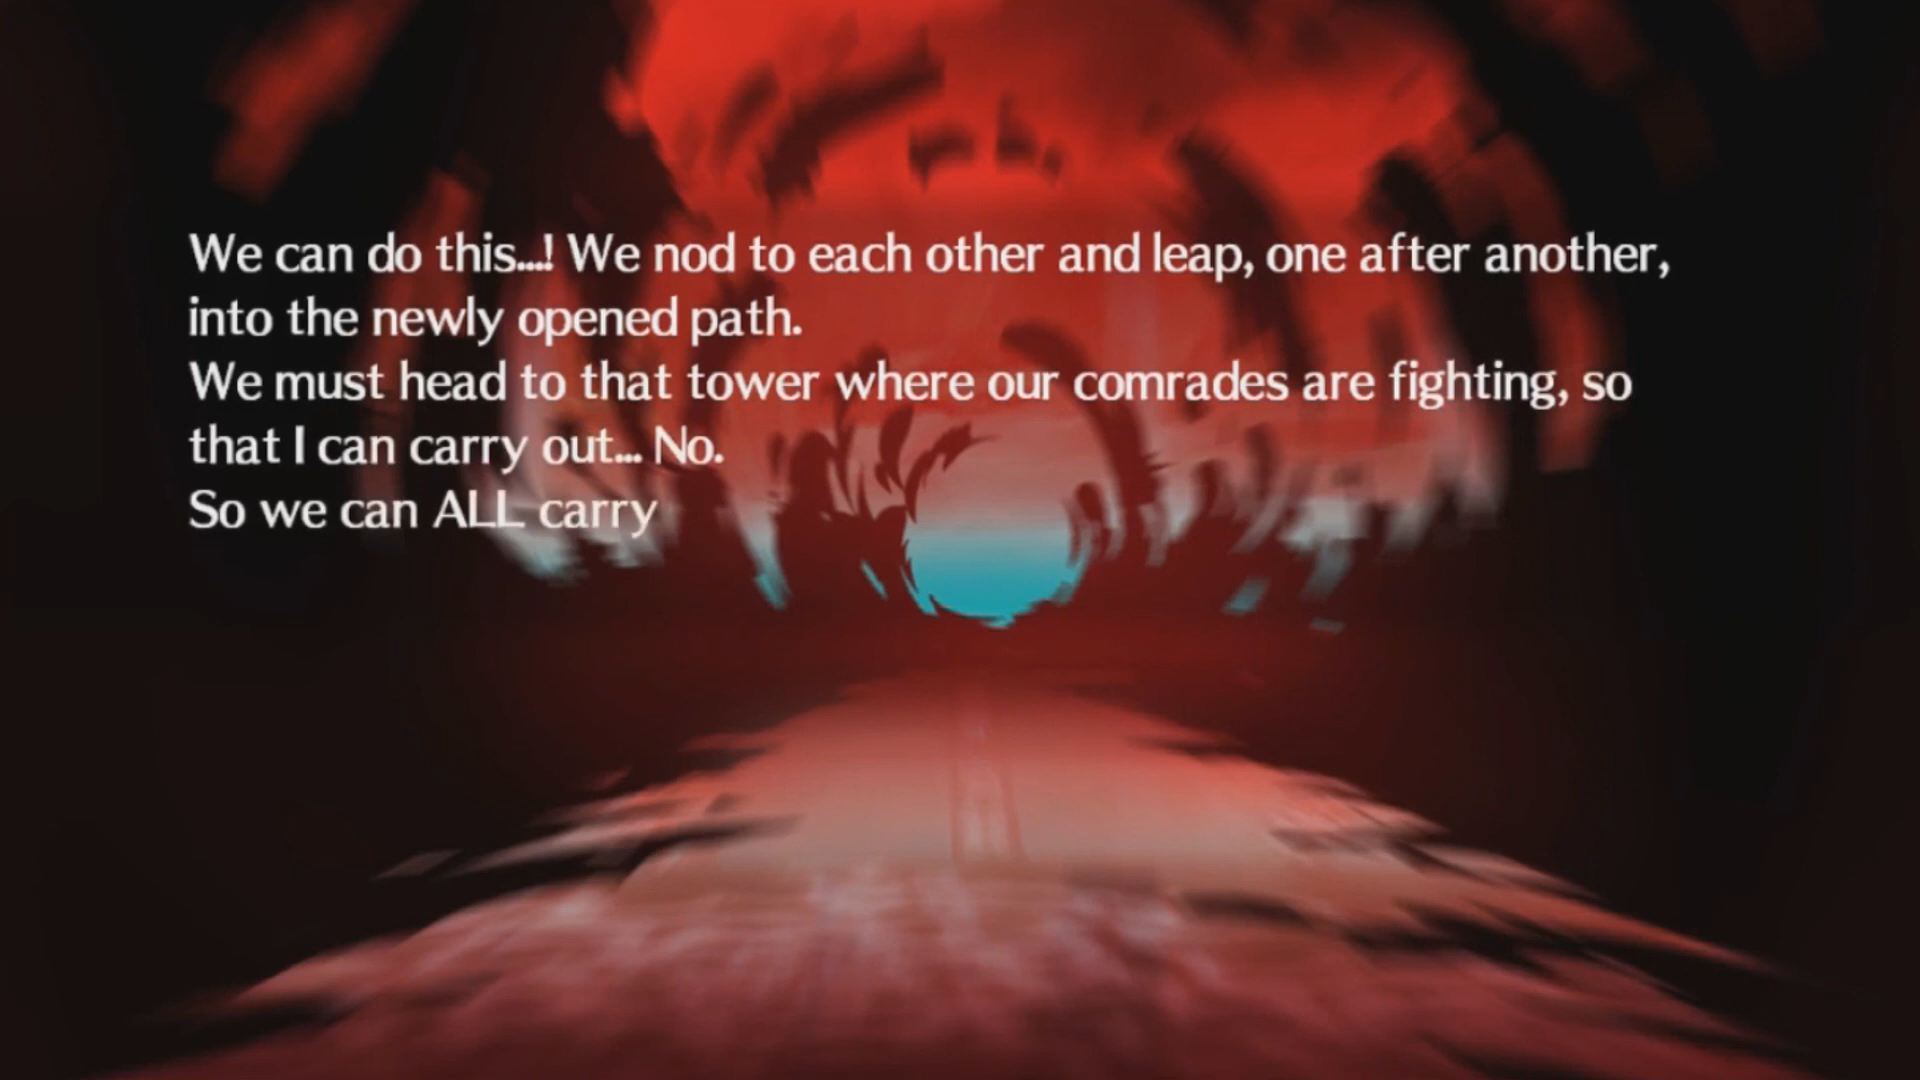 We can do this...! We nod to each other and leap, one after another,
into the newly opened path.
We must head to that tower where our comrades are fighting, so
that I can carry out... No.
So we can ALL carry